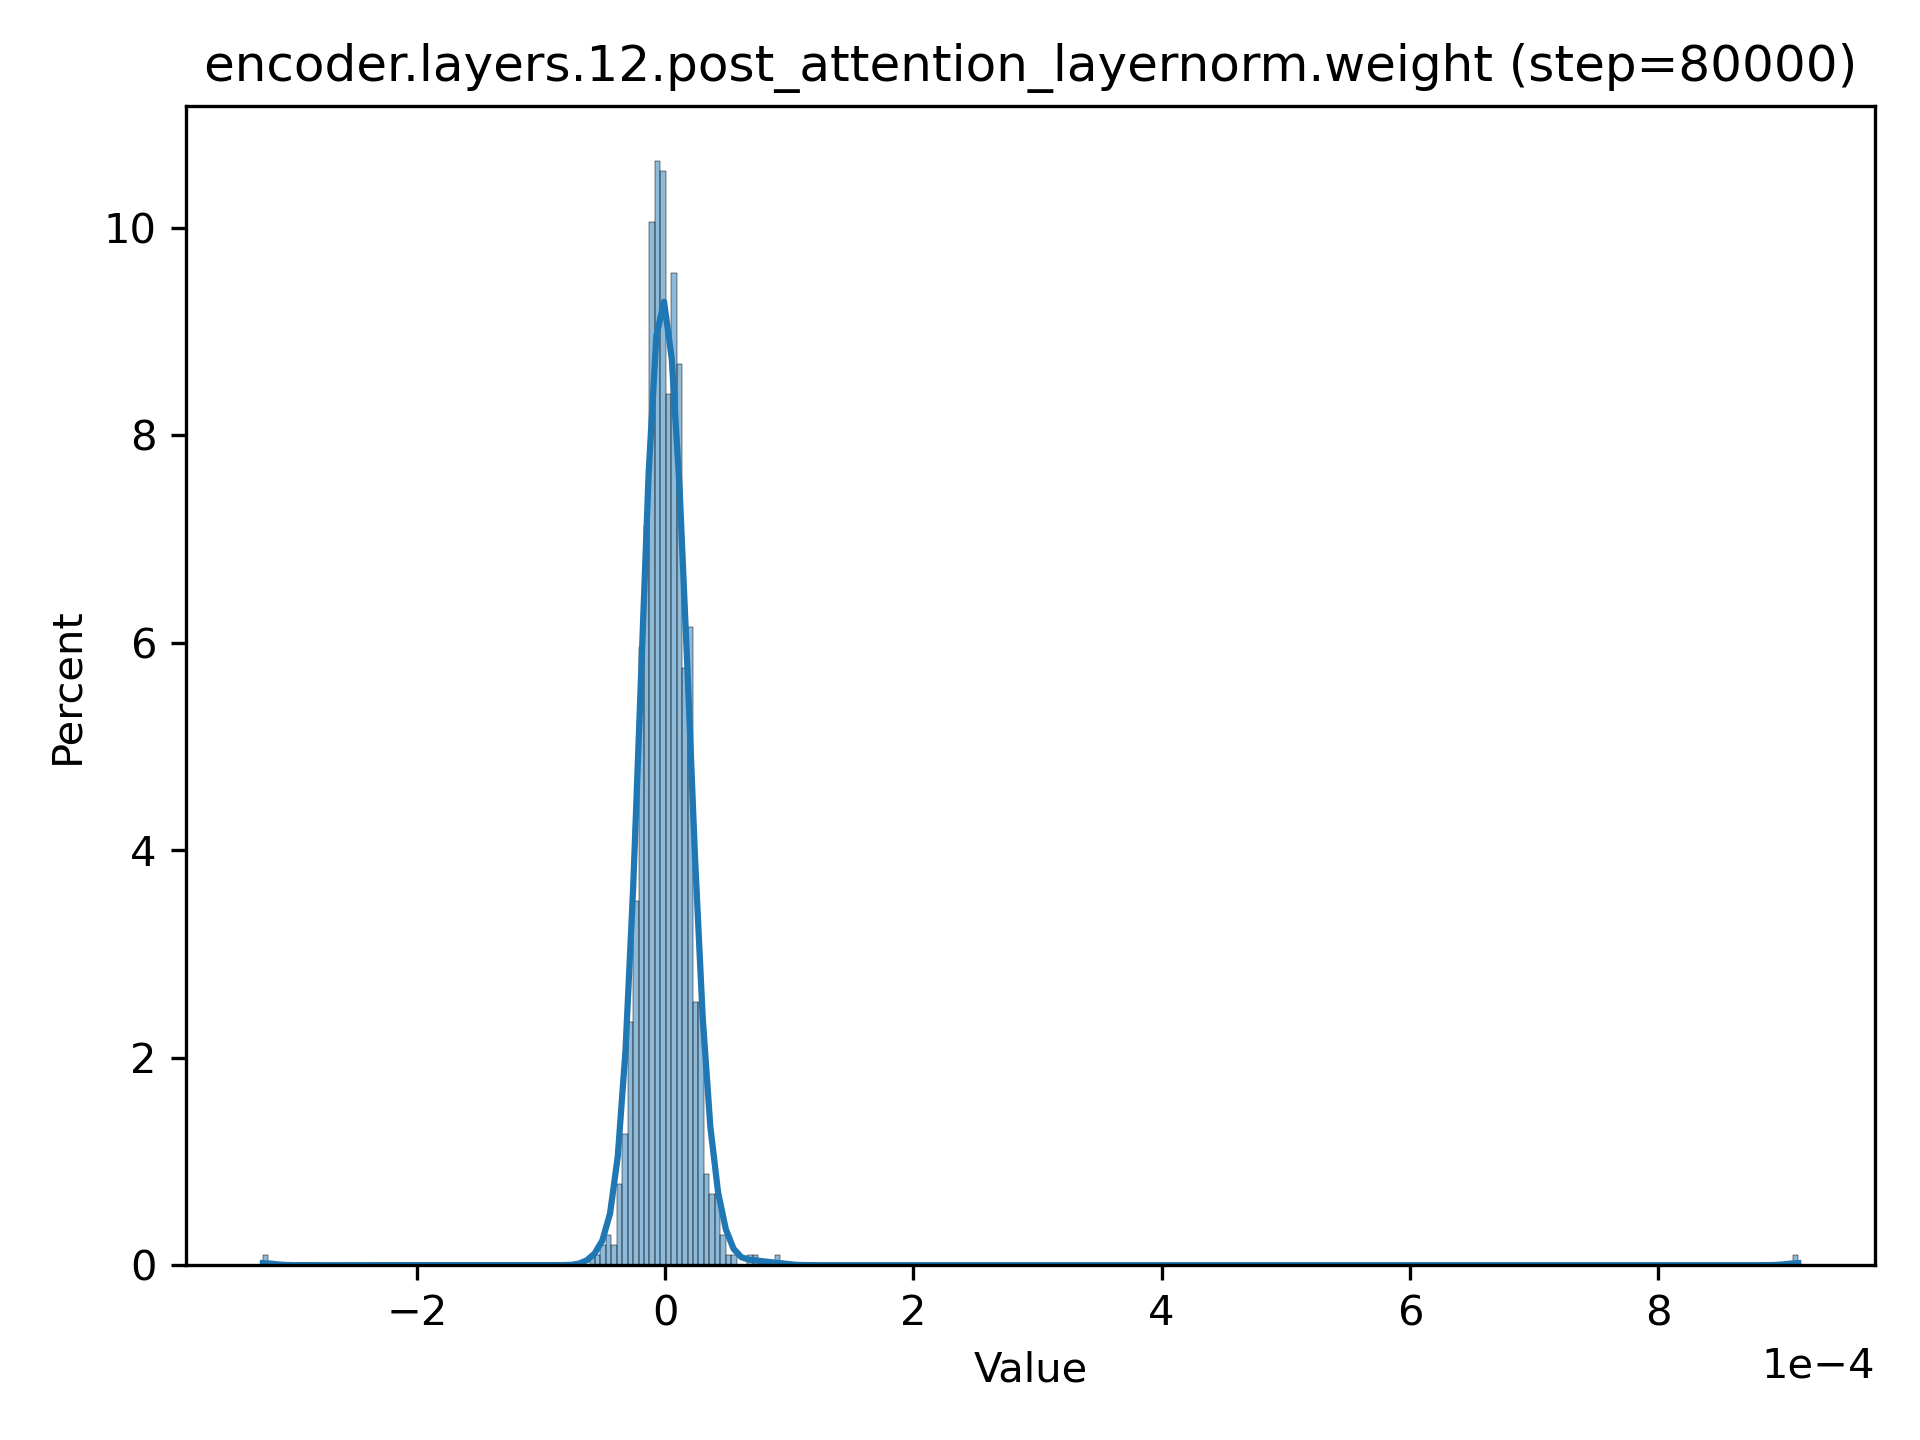 encoder.layers.12.post_attention_layernorm.weight (step=80000)
Percent
10
8
6
4
2
0
−2 0 2 4 6 8
1e−4
Value